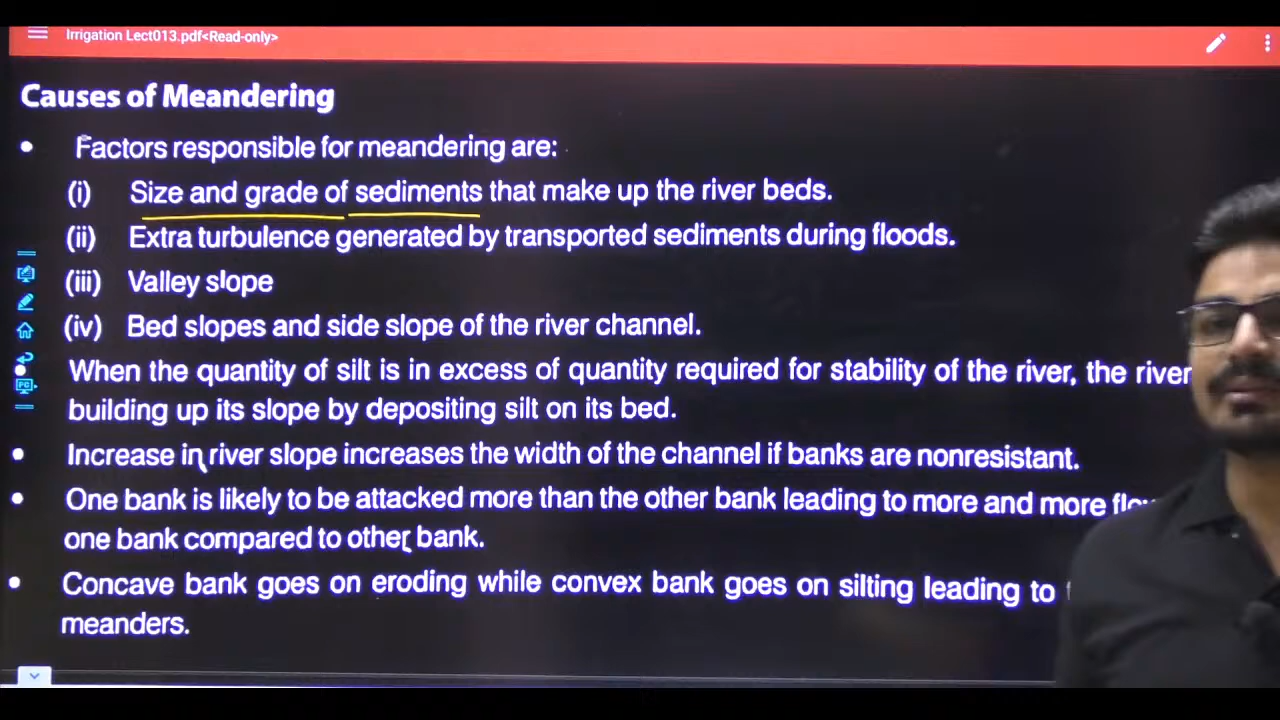 Irrigation Lect013.pdf<Read-only>
Causes of Meandering
• Factors responsible for meandering are:
(i) Size and grade of sediments that make up the river beds.
(ii) Extra turbulence generated by transported sediments during floods.
(iii) Valley slope
(iv) Bed slopes and side slope of the river channel.
• When the quantity of silt is in excess of quantity required for stability of the river, the river
building up its slope by depositing silt on its bed.
• Increase in river slope increases the width of the channel if banks are nonresistant.
• One bank is likely to be attacked more than the other bank leading to more and more
one bank compared to other bank.
• Concave bank goes on eroding while convex bank goes on silting leading to
meanders.
PC